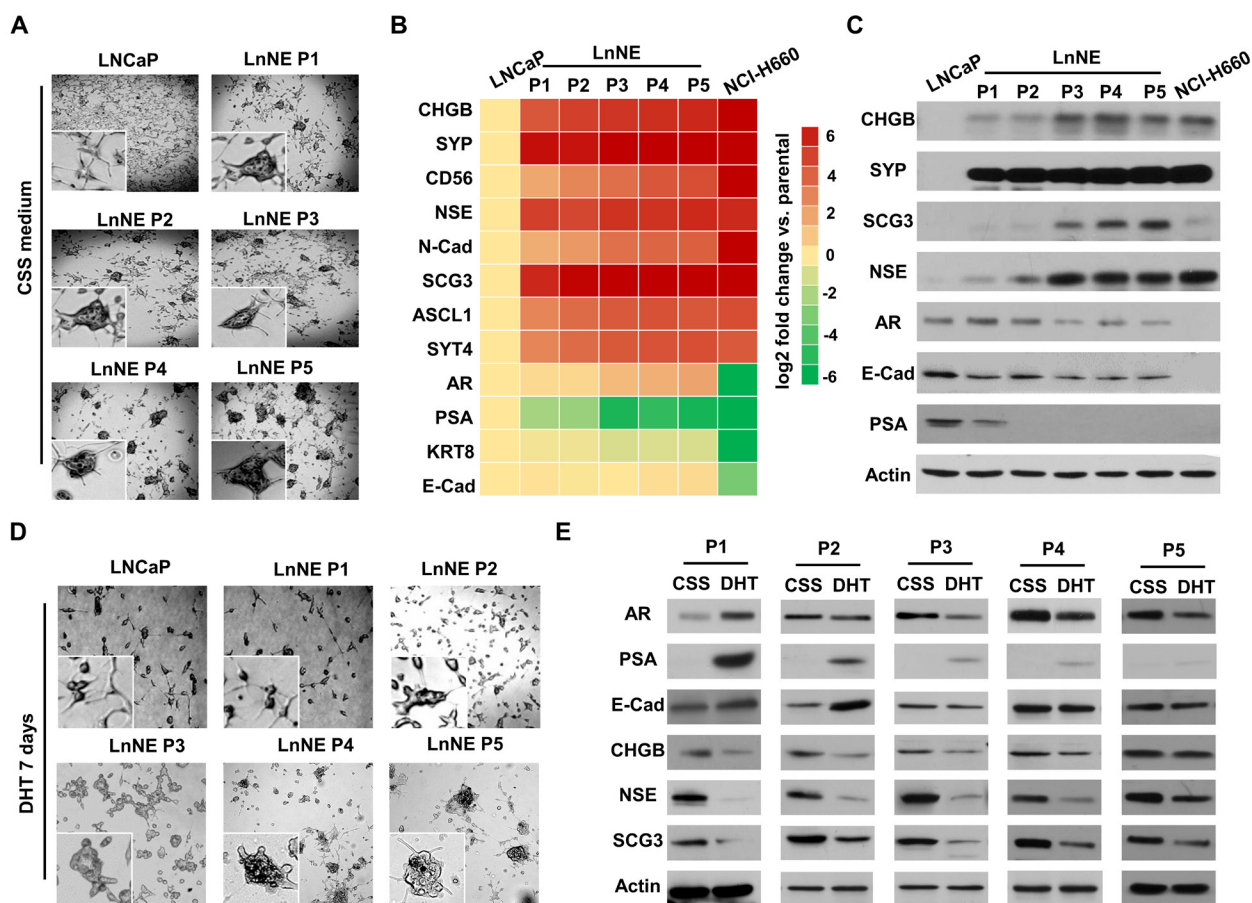 A
LNCaP
LnNE P1
LnNE P2
LnNE P3
LnNE P4
LnNE P5
CSS medium
B
LNCaP
LnNE
P1 P2 P3 P4 P5
NCI-H660
CHGB
SYP
CD56
NSE
N-Cad
SCG3
ASCL1
SYT4
AR
PSA
KRT8
E-Cad
6
4
2
0
-2
-4
-6
log2 fold change vs. parental
C
LNCaP
LnNE
P1 P2 P3 P4 P5
NCI-H660
CHGB
SYP
SCG3
NSE
AR
E-Cad
PSA
Actin
D
LNCaP
LnNE P1
LnNE P2
LnNE P3
LnNE P4
LnNE P5
DHT 7 days
E
P1 P2 P3 P4 P5
CSS DHT CSS DHT CSS DHT CSS DHT CSS DHT
AR
PSA
E-Cad
CHGB
NSE
SCG3
Actin